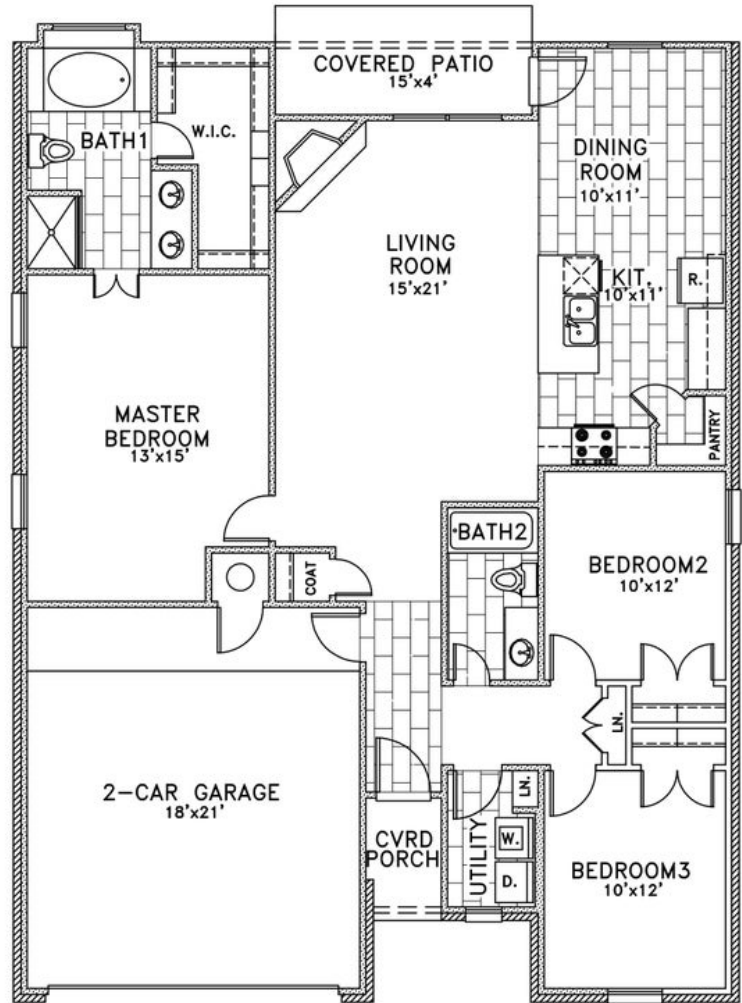 COVERED PATIO
15'x4'
BATH1
W.I.C.
DINING
ROOM
10'x11'
LIVING
ROOM
15'x21'
KIT.
10'x11'
R.
MASTER
BEDROOM
13'x15'
PANTRY
BATH2
COAT
BEDROOM2
10'x12'
LN.
2-CAR GARAGE
18'x21'
LN.
CVRD
PORCH
UTILITY
W.
D.
BEDROOM3
10'x12'